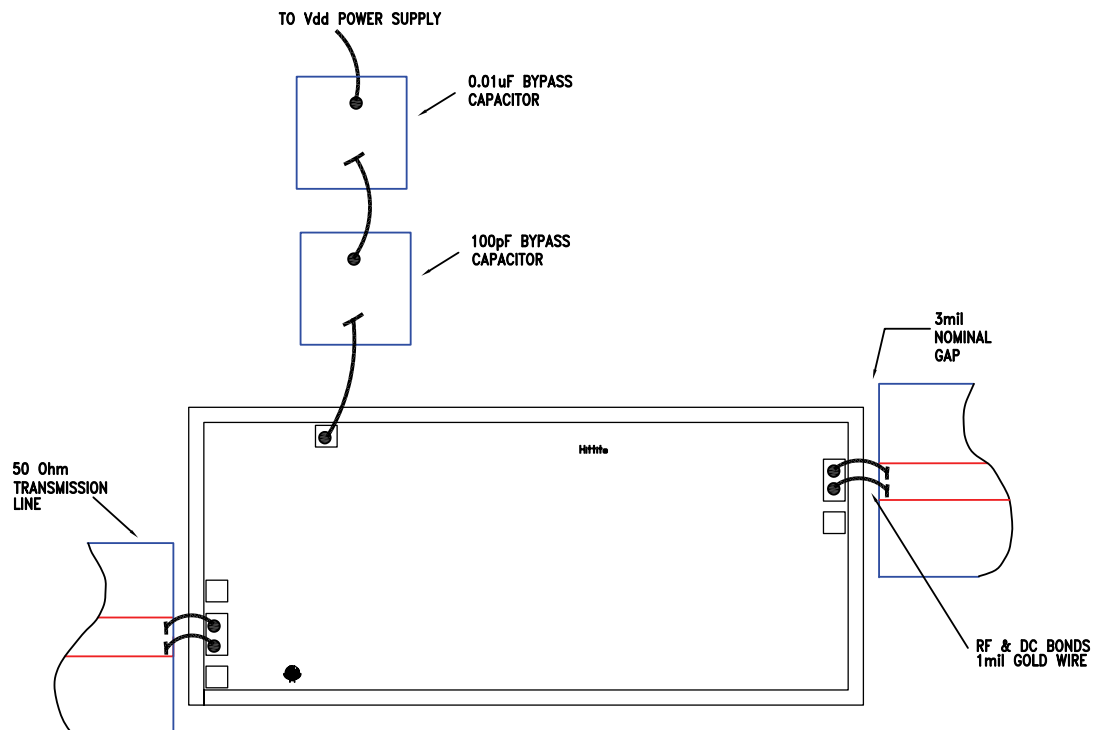 TO Vdd POWER SUPPLY
0.01uF BYPASS
CAPACITOR
100pF BYPASS
CAPACITOR
3mil
NOMINAL
GAP
Hittite
50 Ohm
TRANSMISSION
LINE
RF & DC BONDS
1mil GOLD WIRE